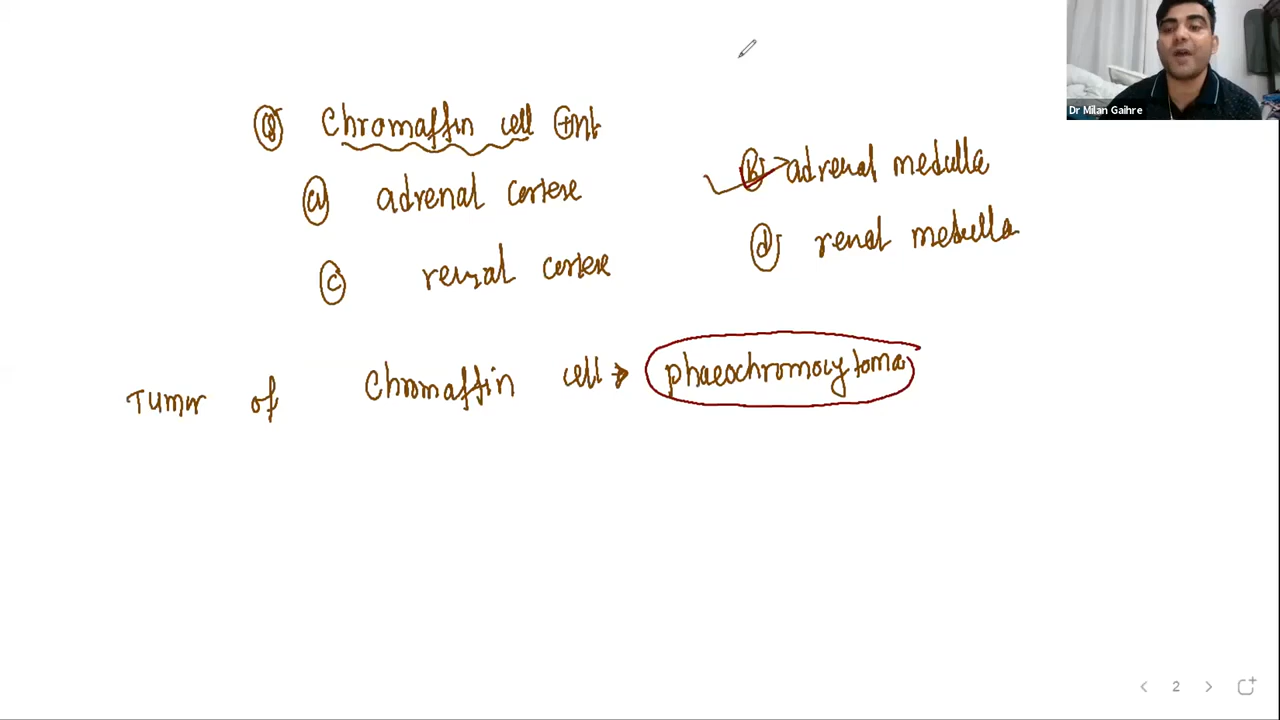 Dr Milan Gaihre
Q Chromaffin cell +nt
a adrenal cortex
b adrenal medulla
c renal cortex
d renal medulla
Tumor of Chromaffin cell → phaeochromocytoma
2